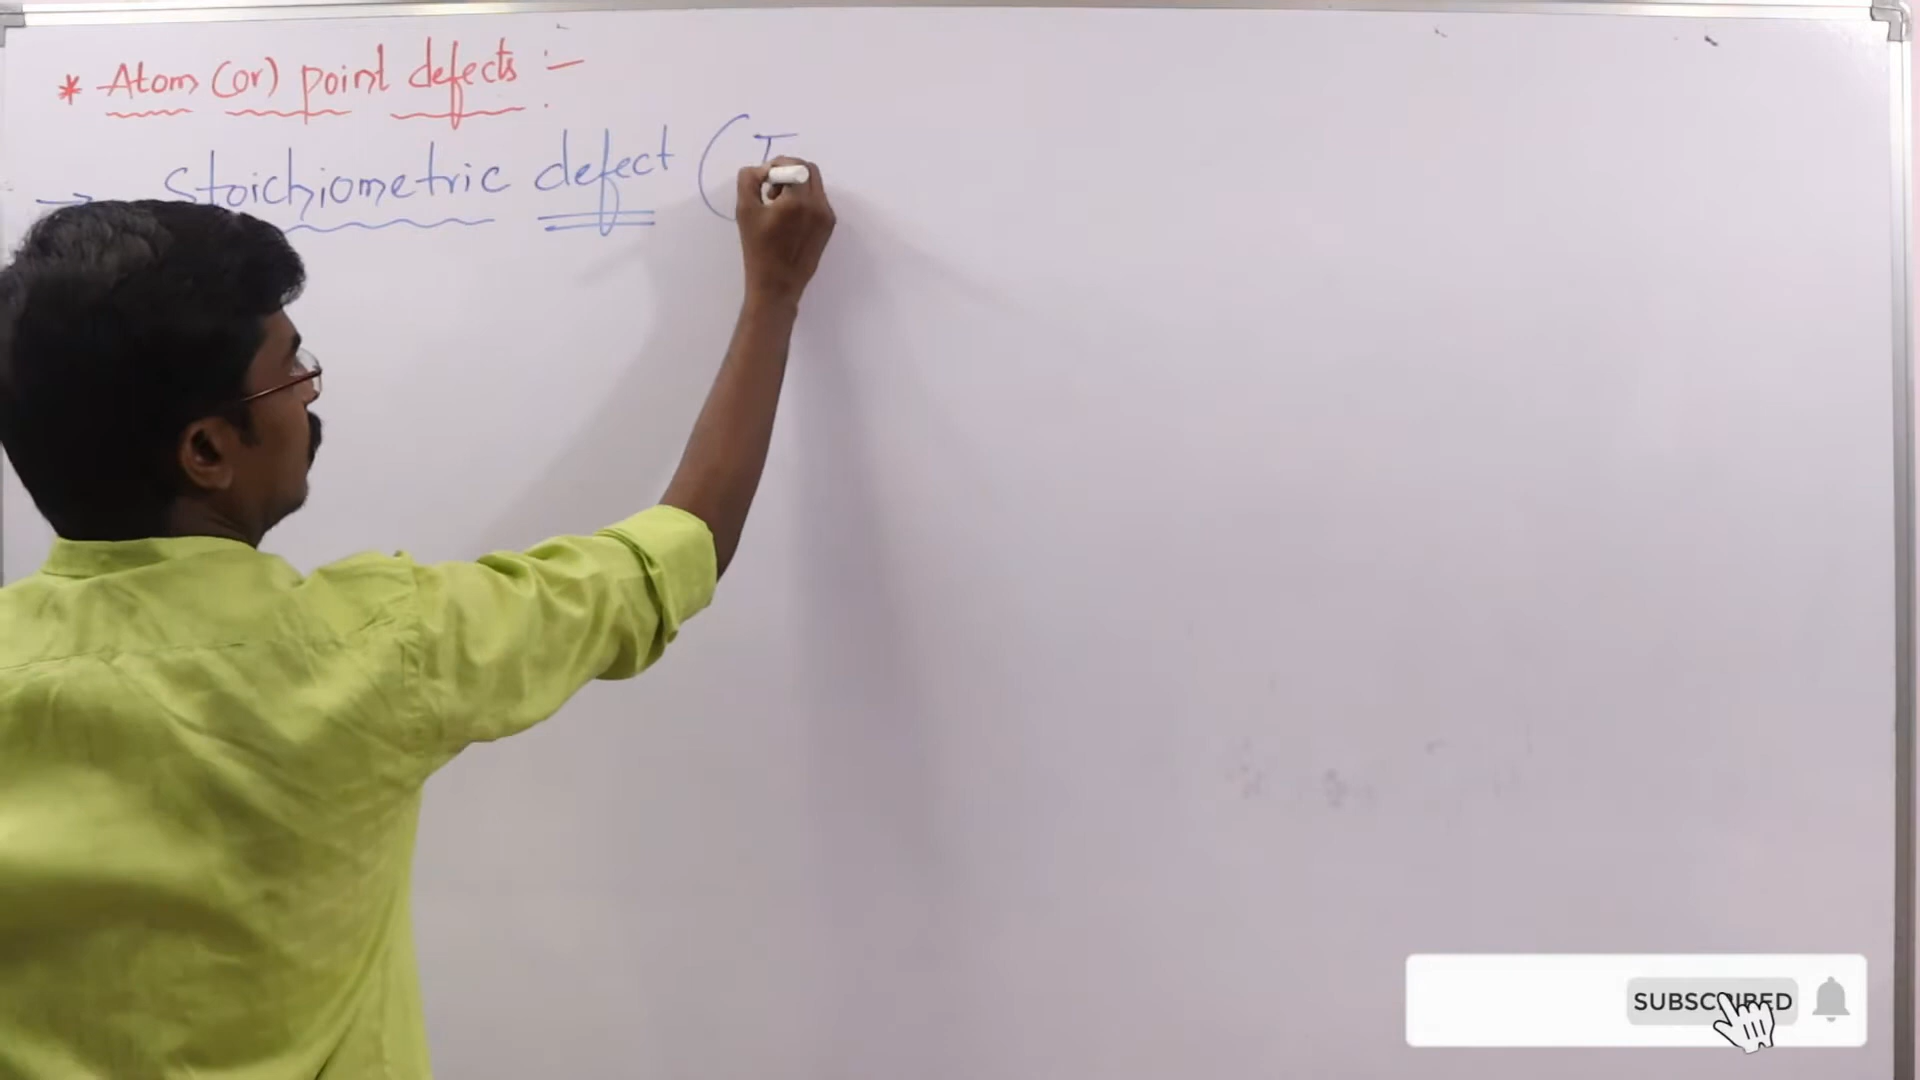 * Atom (or) point defects :-
→ Stoichiometric defect (I
SUBSCRIBED